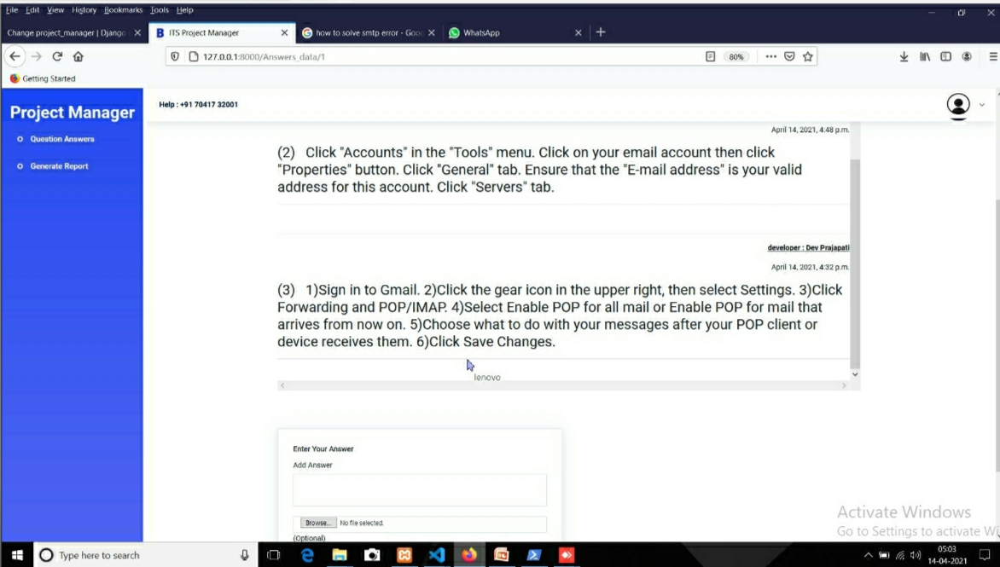 File Edit View History Bookmarks Tools Help
Change project_manager | Django
ITS Project Manager
how to solve smtp error - Goo
WhatsApp
127.0.0.1:8000/Answers_data/1
80%
Getting Started
Project Manager
Question Answers
Generate Report
Help : +91 70417 32001
April 14, 2021, 4:48 p.m.
(2) Click "Accounts" in the "Tools" menu. Click on your email account then click
"Properties" button. Click "General" tab. Ensure that the "E-mail address" is your valid
address for this account. Click "Servers" tab.
developer : Dev Prajapati
April 14, 2021, 4:32 p.m.
(3) 1)Sign in to Gmail. 2)Click the gear icon in the upper right, then select Settings. 3)Click
Forwarding and POP/IMAP. 4)Select Enable POP for all mail or Enable POP for mail that
arrives from now on. 5)Choose what to do with your messages after your POP client or
device receives them. 6)Click Save Changes.
lenovo
Enter Your Answer
Add Answer
Browse... No file selected.
(Optional)
Activate Windows
Go to Settings to activate Wi
Type here to search
05:03
14-04-2021